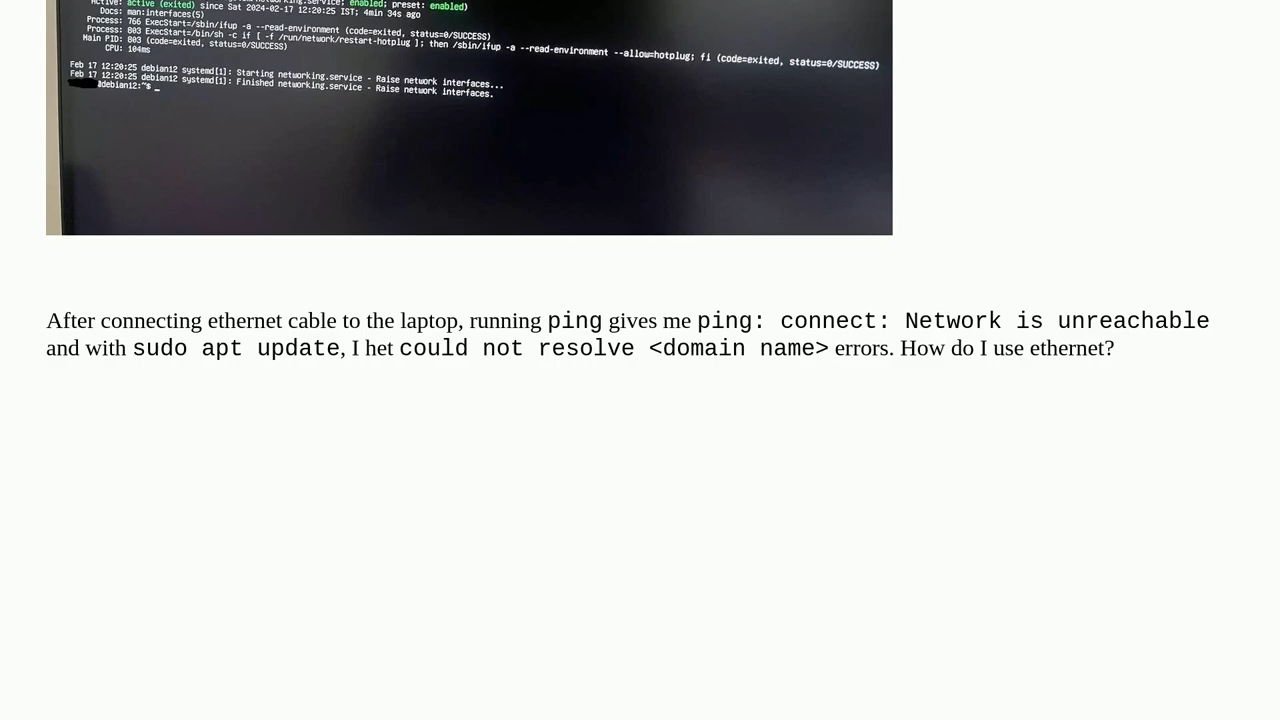 Active: active (exited) since Sat 2024-02-17 12:20:25 IST; 4min 34s ago
Docs: man:interfaces(5)
Process: 766 ExecStart=/sbin/ifup -a --read-environment (code=exited, status=0/SUCCESS)
Process: 803 ExecStart=/bin/sh -c if [ -f /run/network/restart-hotplug ]; then /sbin/ifup -a --read-environment --allow=hotplug; fi (code=exited, status=0/SUCCESS)
Main PID: 803 (code=exited, status=0/SUCCESS)
CPU: 104ms
Feb 17 12:20:25 debian12 systemd[1]: Starting networking.service - Raise network interfaces...
Feb 17 12:20:25 debian12 systemd[1]: Finished networking.service - Raise network interfaces.
@debian12:~$ _
After connecting ethernet cable to the laptop, running ping gives me ping: connect: Network is unreachable
and with sudo apt update, I het could not resolve <domain name> errors. How do I use ethernet?